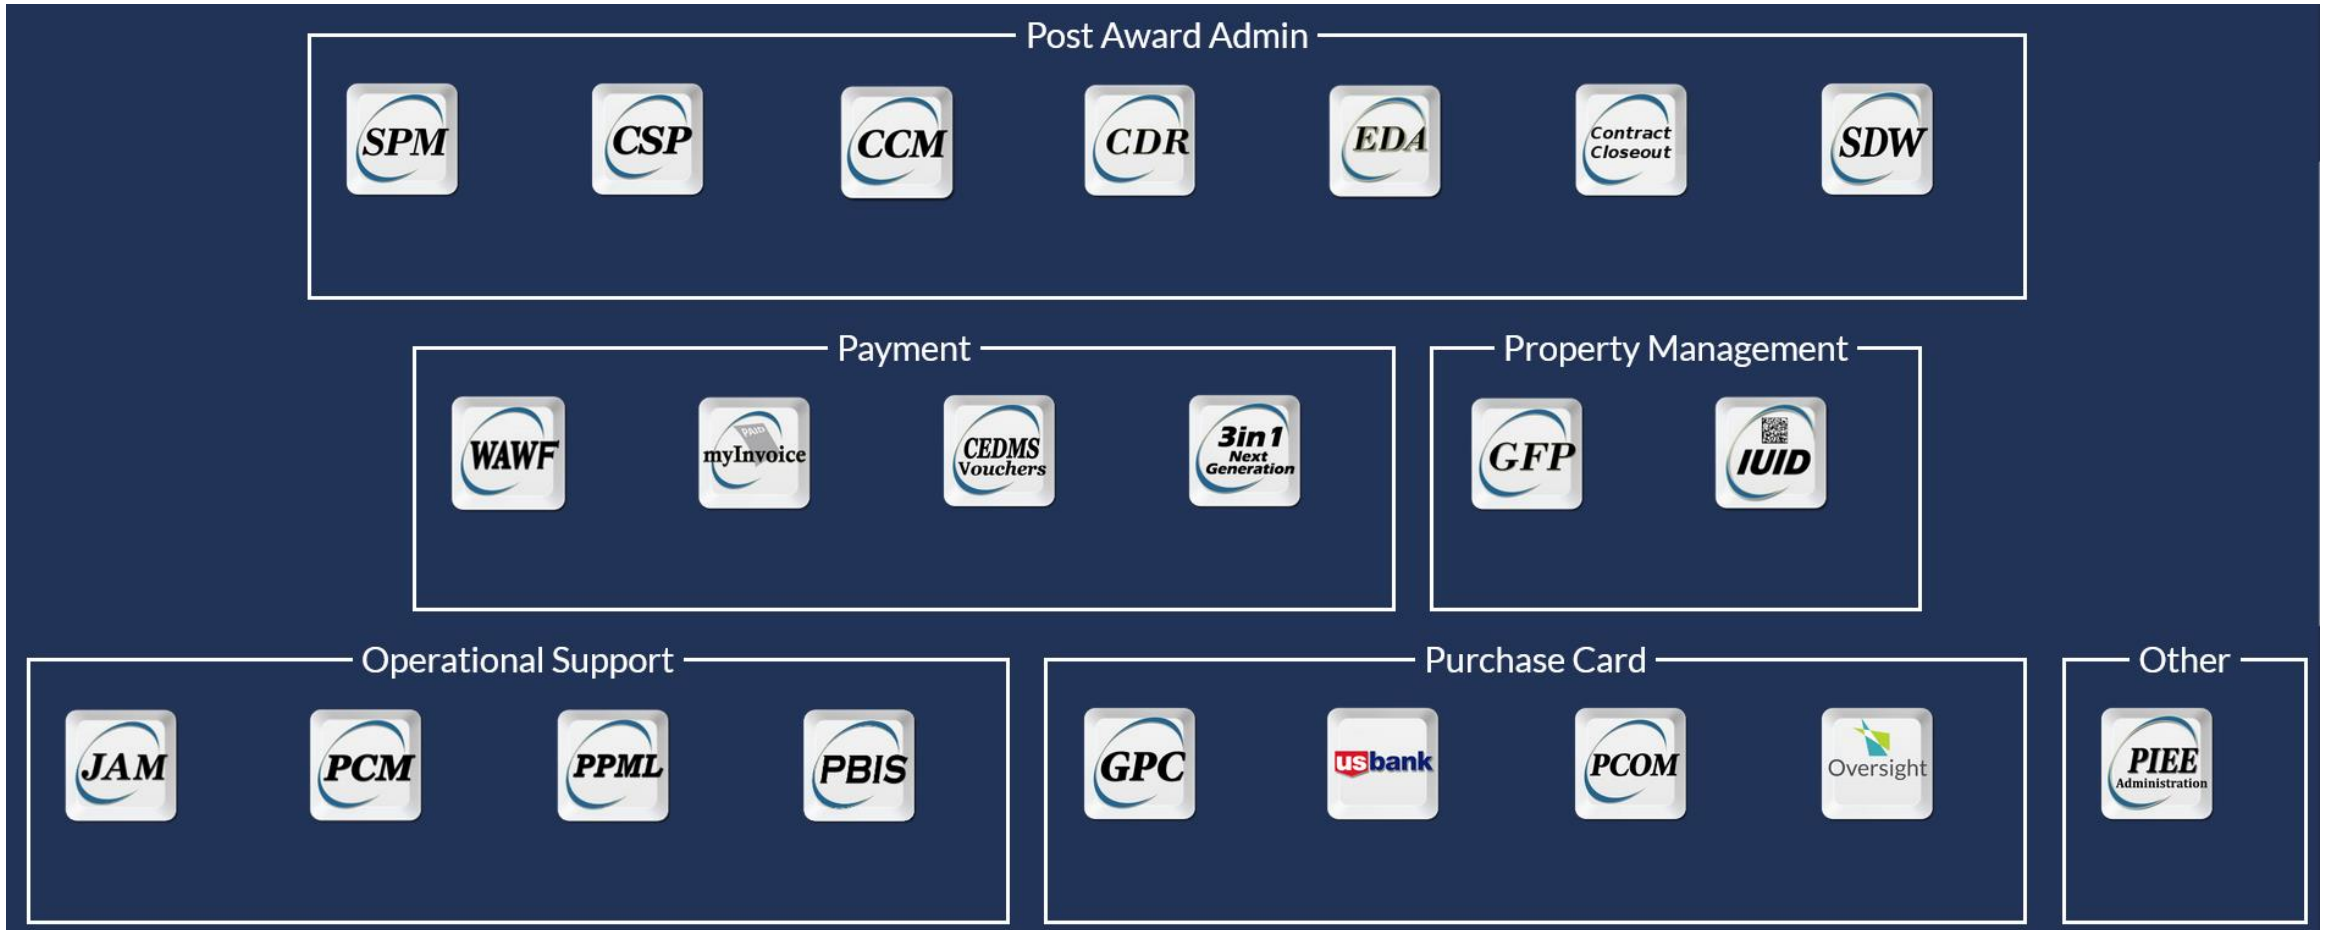 Post Award Admin
SPM
CSP
CCM
CDR
EDA
Contract
Closeout
SDW
Payment
WAWF
PAID
myInvoice
CEDMS
Vouchers
3in1
Next
Generation
Property Management
GFP
IUID
Operational Support
JAM
PCM
PPML
PBIS
Purchase Card
GPC
usbank
PCOM
Oversight
Other
PIEE
Administration